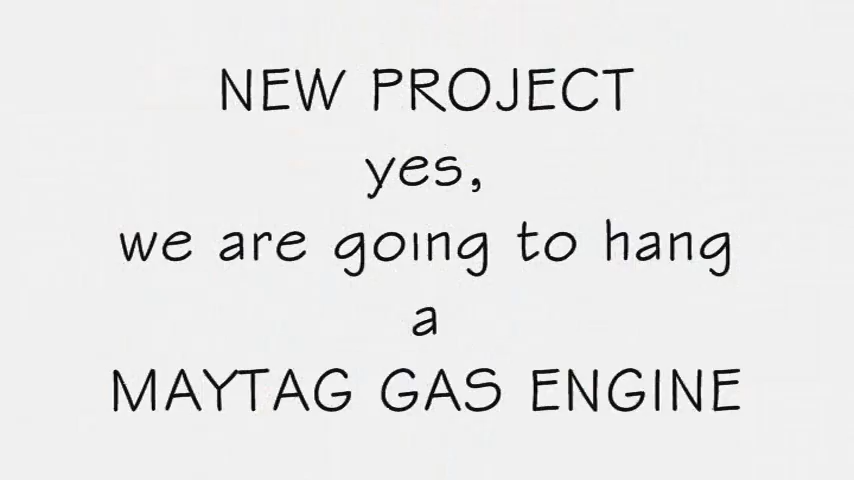 NEW PROJECT
yes,
we are going to hang
a
MAYTAG GAS ENGINE